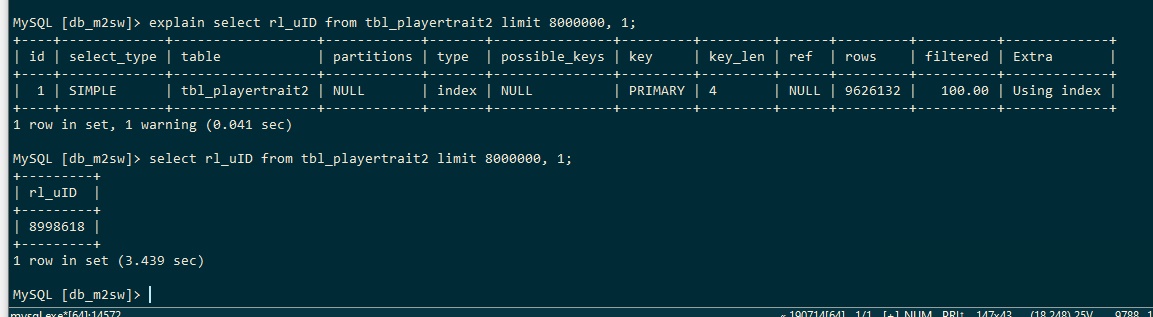 MySQL [db_m2sw]> explain select rl_uID from tbl_playertrait2 limit 8000000, 1;
+----+-------------+------------------+------------+-------+---------------+---------+---------+------+---------+----------+-------------+
| id | select_type | table            | partitions | type  | possible_keys | key     | key_len | ref  | rows    | filtered | Extra       |
+----+-------------+------------------+------------+-------+---------------+---------+---------+------+---------+----------+-------------+
|  1 | SIMPLE      | tbl_playertrait2 | NULL       | index | NULL          | PRIMARY | 4       | NULL | 9626132 |   100.00 | Using index |
+----+-------------+------------------+------------+-------+---------------+---------+---------+------+---------+----------+-------------+
1 row in set, 1 warning (0.041 sec)
MySQL [db_m2sw]> select rl_uID from tbl_playertrait2 limit 8000000, 1;
+---------+
| rl_uID  |
+---------+
| 8998618 |
+---------+
1 row in set (3.439 sec)
MySQL [db_m2sw]>
mysql.exe*[64]:14572 « 190714[64] 1/1 [+] NUM PRI: 147x43 (18,248) 25V 9788